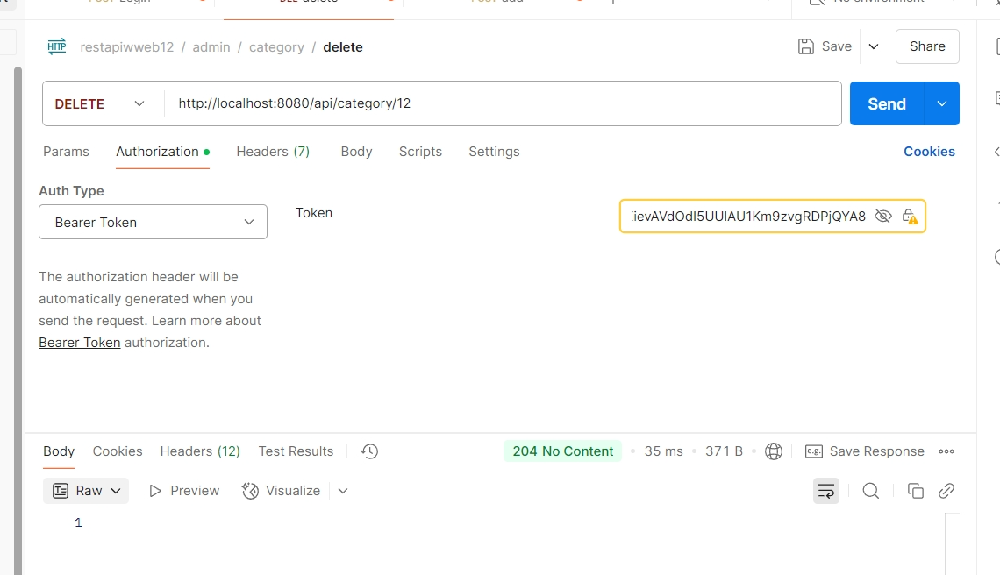 HTTP restapiwweb12 / admin / category / delete
Save
Share
DELETE
http://localhost:8080/api/category/12
Send
Params Authorization Headers (7) Body Scripts Settings
Cookies
Auth Type
Bearer Token
Token
ievAVdOdI5UUIAU1Km9zvgRDPjQYA8
The authorization header will be
automatically generated when you
send the request. Learn more about
Bearer Token authorization.
Body Cookies Headers (12) Test Results
204 No Content • 35 ms • 371 B •
e.g. Save Response
Raw Preview Visualize
1